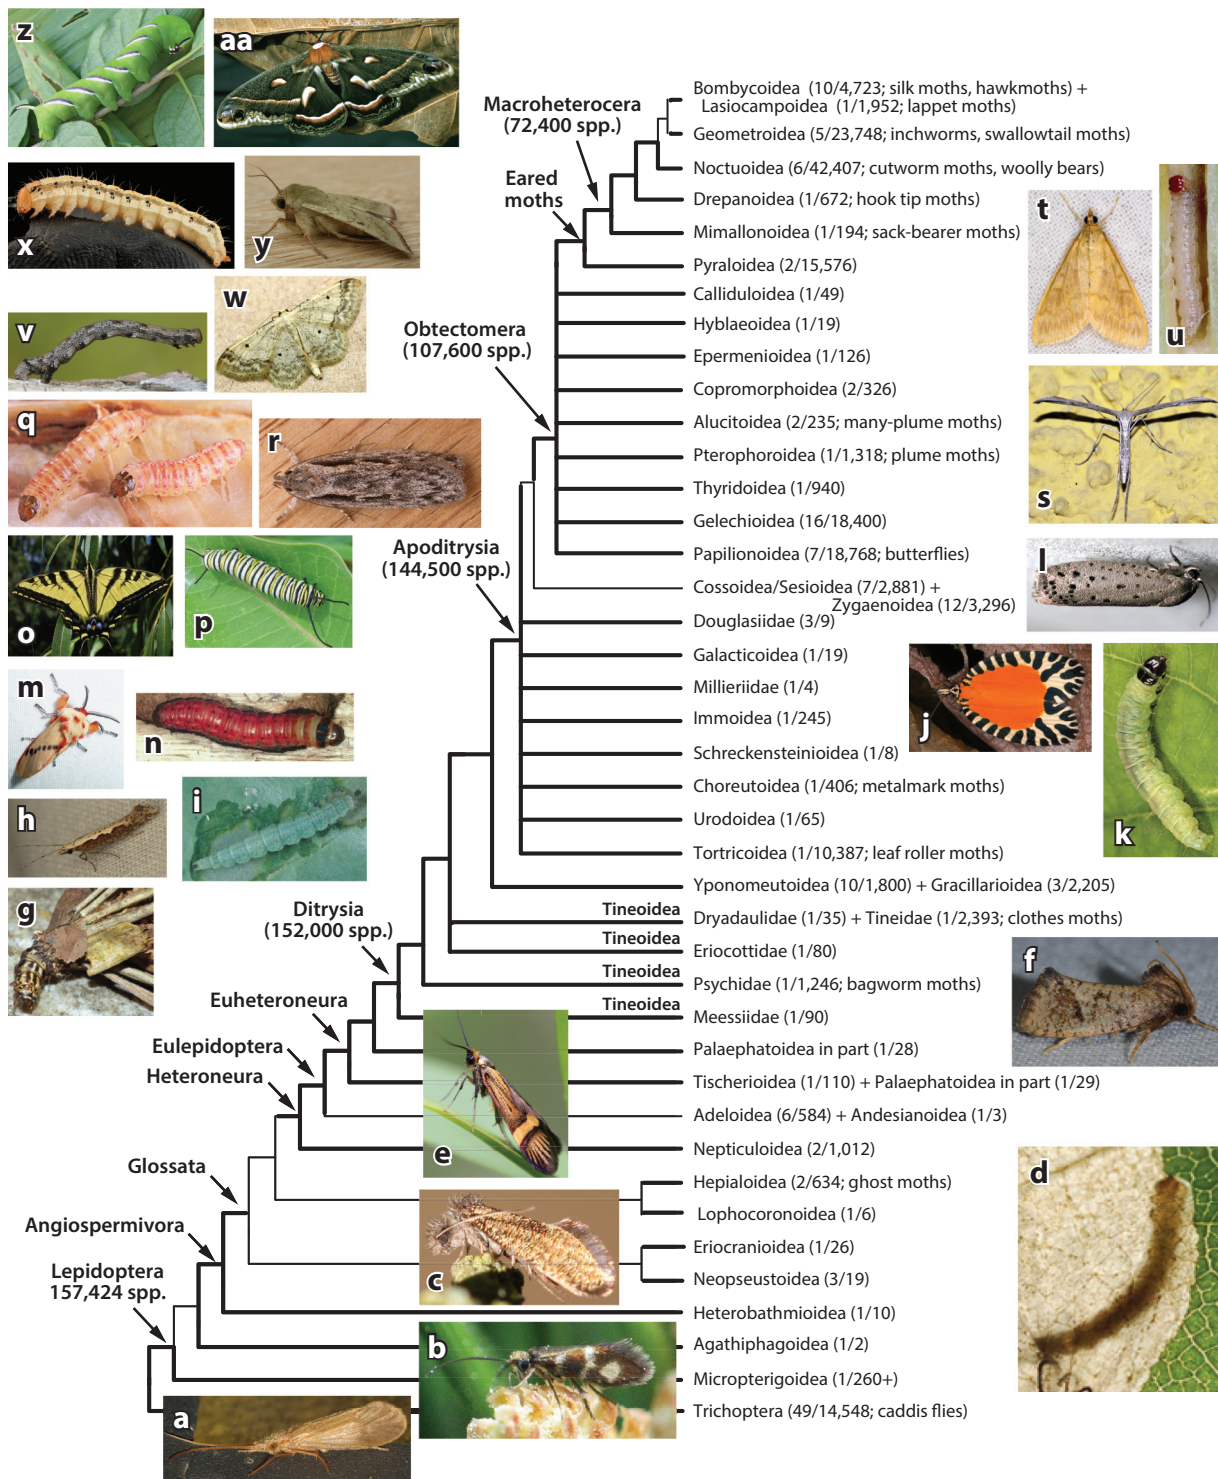 z
aa
Bombycoidea (10/4,723; silk moths, hawkmoths) +
Lasiocampoidea (1/1,952; lappet moths)
Macroheterocera
(72,400 spp.)
Geometroidea (5/23,748; inchworms, swallowtail moths)
x
y
Eared
moths
Noctuoidea (6/42,407; cutworm moths, woolly bears)
Drepanoidea (1/672; hook tip moths)
t
u
Mimallonoidea (1/194; sack-bearer moths)
Pyraloidea (2/15,576)
v
w
Calliduloidea (1/49)
Obtectomera
(107,600 spp.)
Hyblaeoidea (1/19)
Epermenioidea (1/126)
Copromorphoidea (2/326)
q
r
Alucitoidea (2/235; many-plume moths)
s
Pterophoroidea (1/1,318; plume moths)
Thyridoidea (1/940)
Gelechioidea (16/18,400)
Apoditrysia
(144,500 spp.)
Papilionoidea (7/18,768; butterflies)
l
o
p
Cossoidea/Sesioidea (7/2,881) +
Zygaenoidea (12/3,296)
Douglasiidae (3/9)
Galacticoidea (1/19)
m
n
Millieriidae (1/4)
j
k
Immoidea (1/245)
Schreckensteinioidea (1/8)
Choreutoidea (1/406; metalmark moths)
h
i
Urodoidea (1/65)
Tortricoidea (1/10,387; leaf roller moths)
Yponomeutoidea (10/1,800) + Gracillarioidea (3/2,205)
g
Ditrysia
(152,000 spp.)
Tineoidea
Dryadaulidae (1/35) + Tineidae (1/2,393; clothes moths)
Tineoidea
Eriocottidae (1/80)
f
Tineoidea
Psychidae (1/1,246; bagworm moths)
Euheteroneura
Tineoidea
Meessiidae (1/90)
Eulepidoptera
Palaephatoidea in part (1/28)
Heteroneura
Tischerioidea (1/110) + Palaephatoidea in part (1/29)
Adeloidea (6/584) + Andesianoidea (1/3)
e
Nepticuloidea (2/1,012)
Glossata
d
Hepialoidea (2/634; ghost moths)
Lophocoronoidea (1/6)
Angiospermivora
Eriocranioidea (1/26)
Lepidoptera
157,424 spp.
c
Neopseustoidea (3/19)
Heterobathmioidea (1/10)
b
Agathiphagoidea (1/2)
Micropterigoidea (1/260+)
a
Trichoptera (49/14,548; caddis flies)